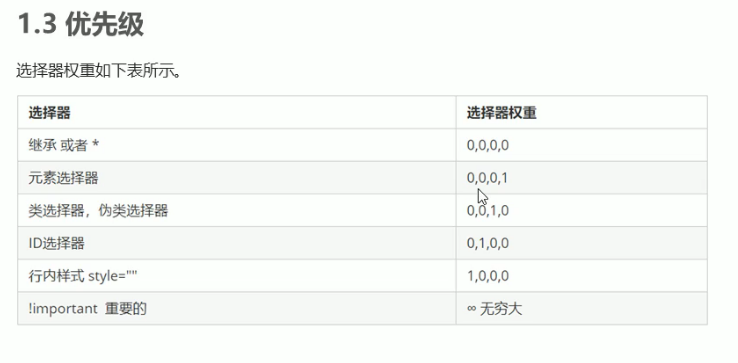 1.3 优先级
选择器权重如下表所示。
选择器 选择器权重
继承 或者 * 0,0,0,0
元素选择器 0,0,0,1
类选择器，伪类选择器 0,0,1,0
ID选择器 0,1,0,0
行内样式 style="" 1,0,0,0
!important 重要的 ∞ 无穷大